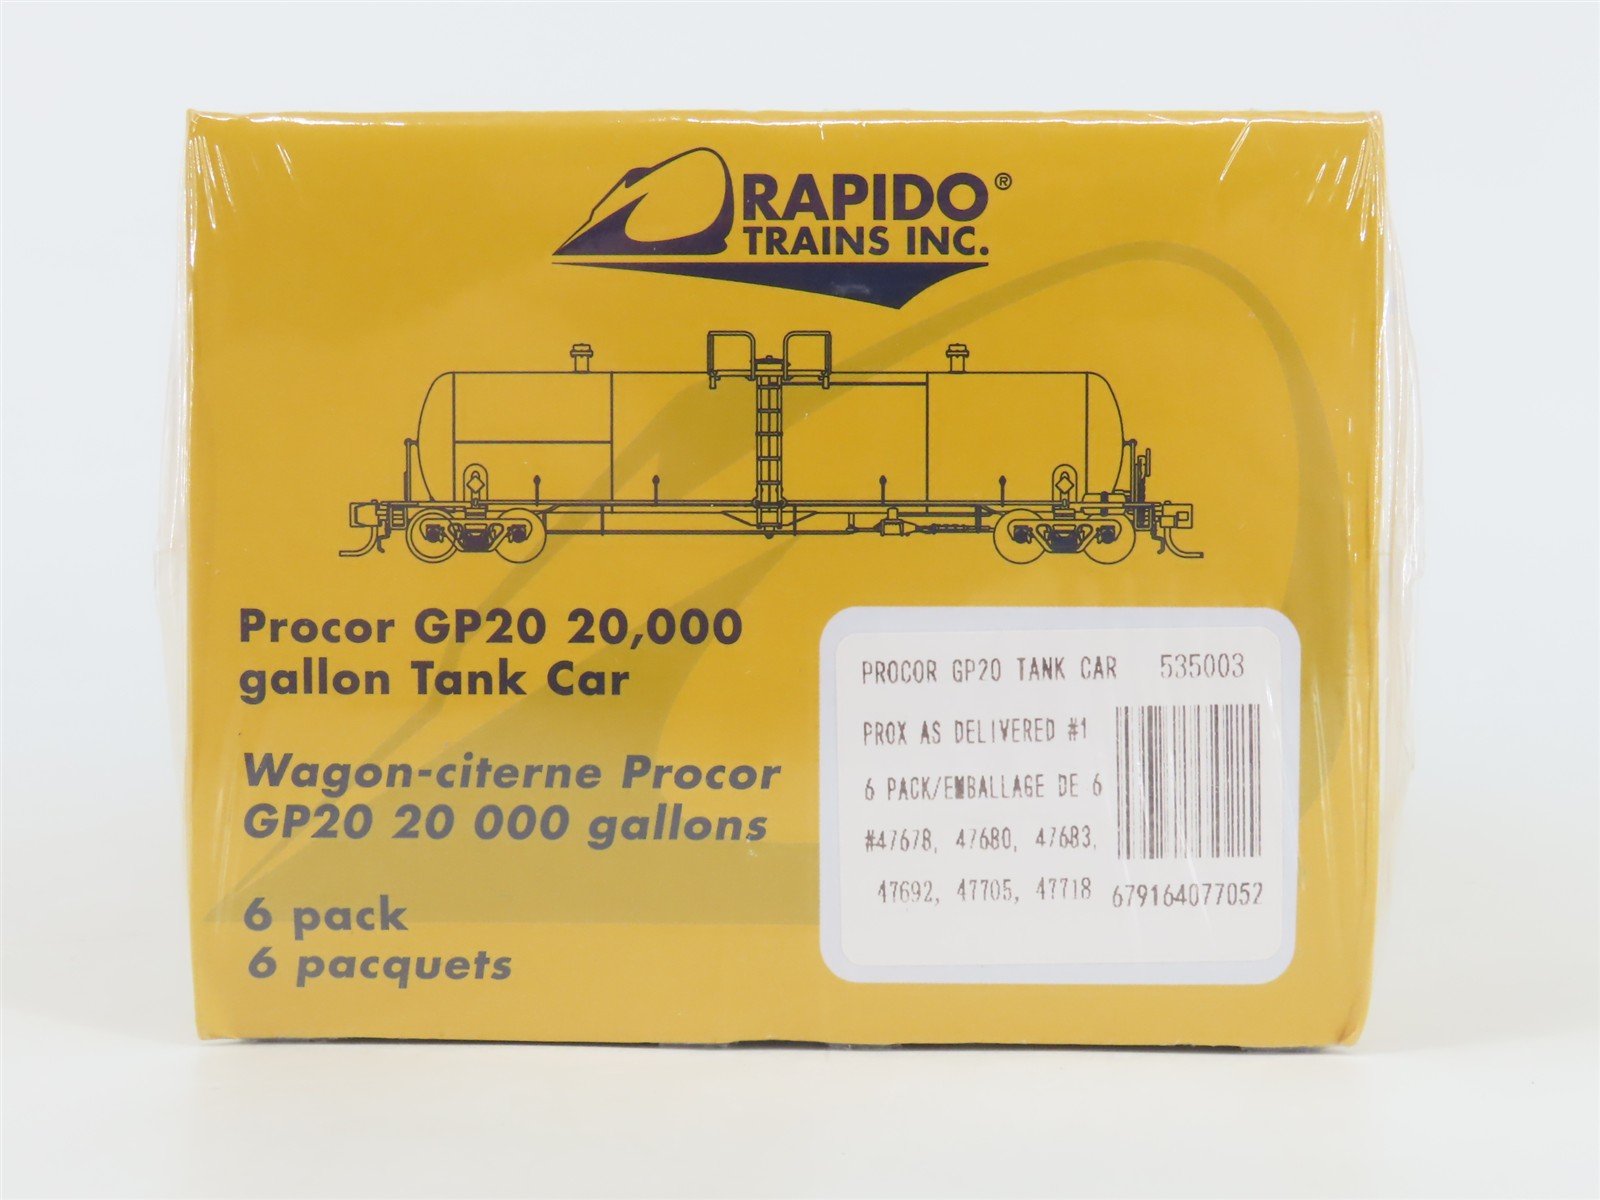 RAPIDO®
TRAINS INC.
Procor GP20 20,000
gallon Tank Car
Wagon-citerne Procor
GP20 20 000 gallons
6 pack
6 pacquets
PROCOR GP20 TANK CAR 535003
PROX AS DELIVERED #1
6 PACK/EMBALLAGE DE 6
#47678, 47680, 47683,
47692, 47705, 47718
679164077052